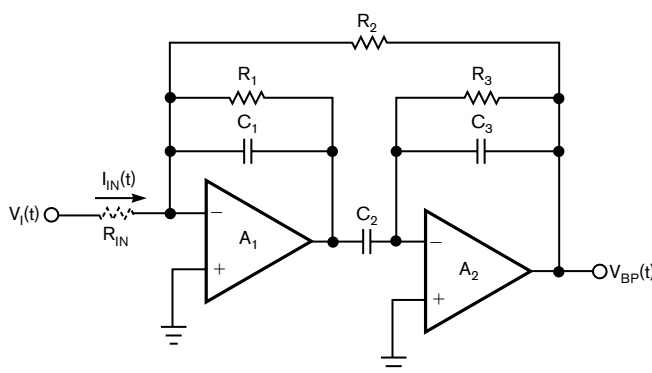 R2
R1
R3
C1
C3
IIN(t)
VI(t)
RIN
−
A1
+
C2
−
A2
+
VBP(t)